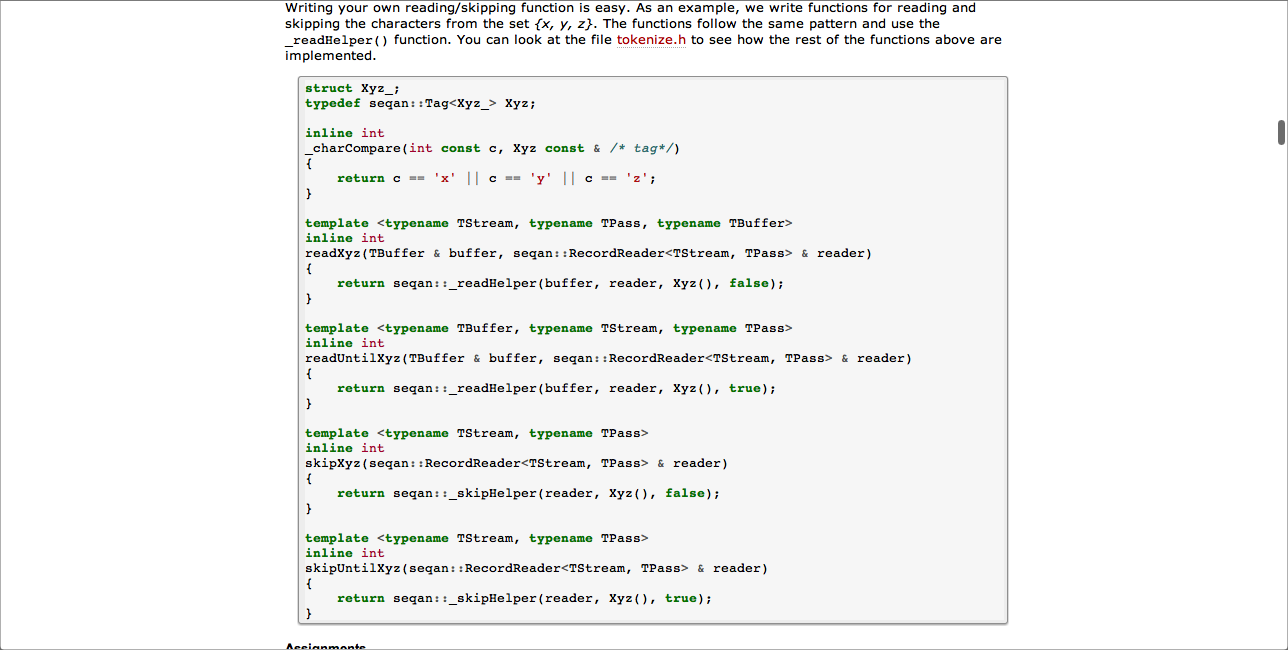 Writing your own reading/skipping function is easy. As an example, we write functions for reading and
skipping the characters from the set {x, y, z}. The functions follow the same pattern and use the
_readHelper() function. You can look at the file tokenize.h to see how the rest of the functions above are
implemented.
struct Xyz_;
typedef seqan::Tag<Xyz_> Xyz;
inline int
_charCompare(int const c, Xyz const & /* tag*/)
{
    return c == 'x' || c == 'y' || c == 'z';
}
template <typename TStream, typename TPass, typename TBuffer>
inline int
readXyz(TBuffer & buffer, seqan::RecordReader<TStream, TPass> & reader)
{
    return seqan::_readHelper(buffer, reader, Xyz(), false);
}
template <typename TBuffer, typename TStream, typename TPass>
inline int
readUntilXyz(TBuffer & buffer, seqan::RecordReader<TStream, TPass> & reader)
{
    return seqan::_readHelper(buffer, reader, Xyz(), true);
}
template <typename TStream, typename TPass>
inline int
skipXyz(seqan::RecordReader<TStream, TPass> & reader)
{
    return seqan::_skipHelper(reader, Xyz(), false);
}
template <typename TStream, typename TPass>
inline int
skipUntilXyz(seqan::RecordReader<TStream, TPass> & reader)
{
    return seqan::_skipHelper(reader, Xyz(), true);
}
Assignments